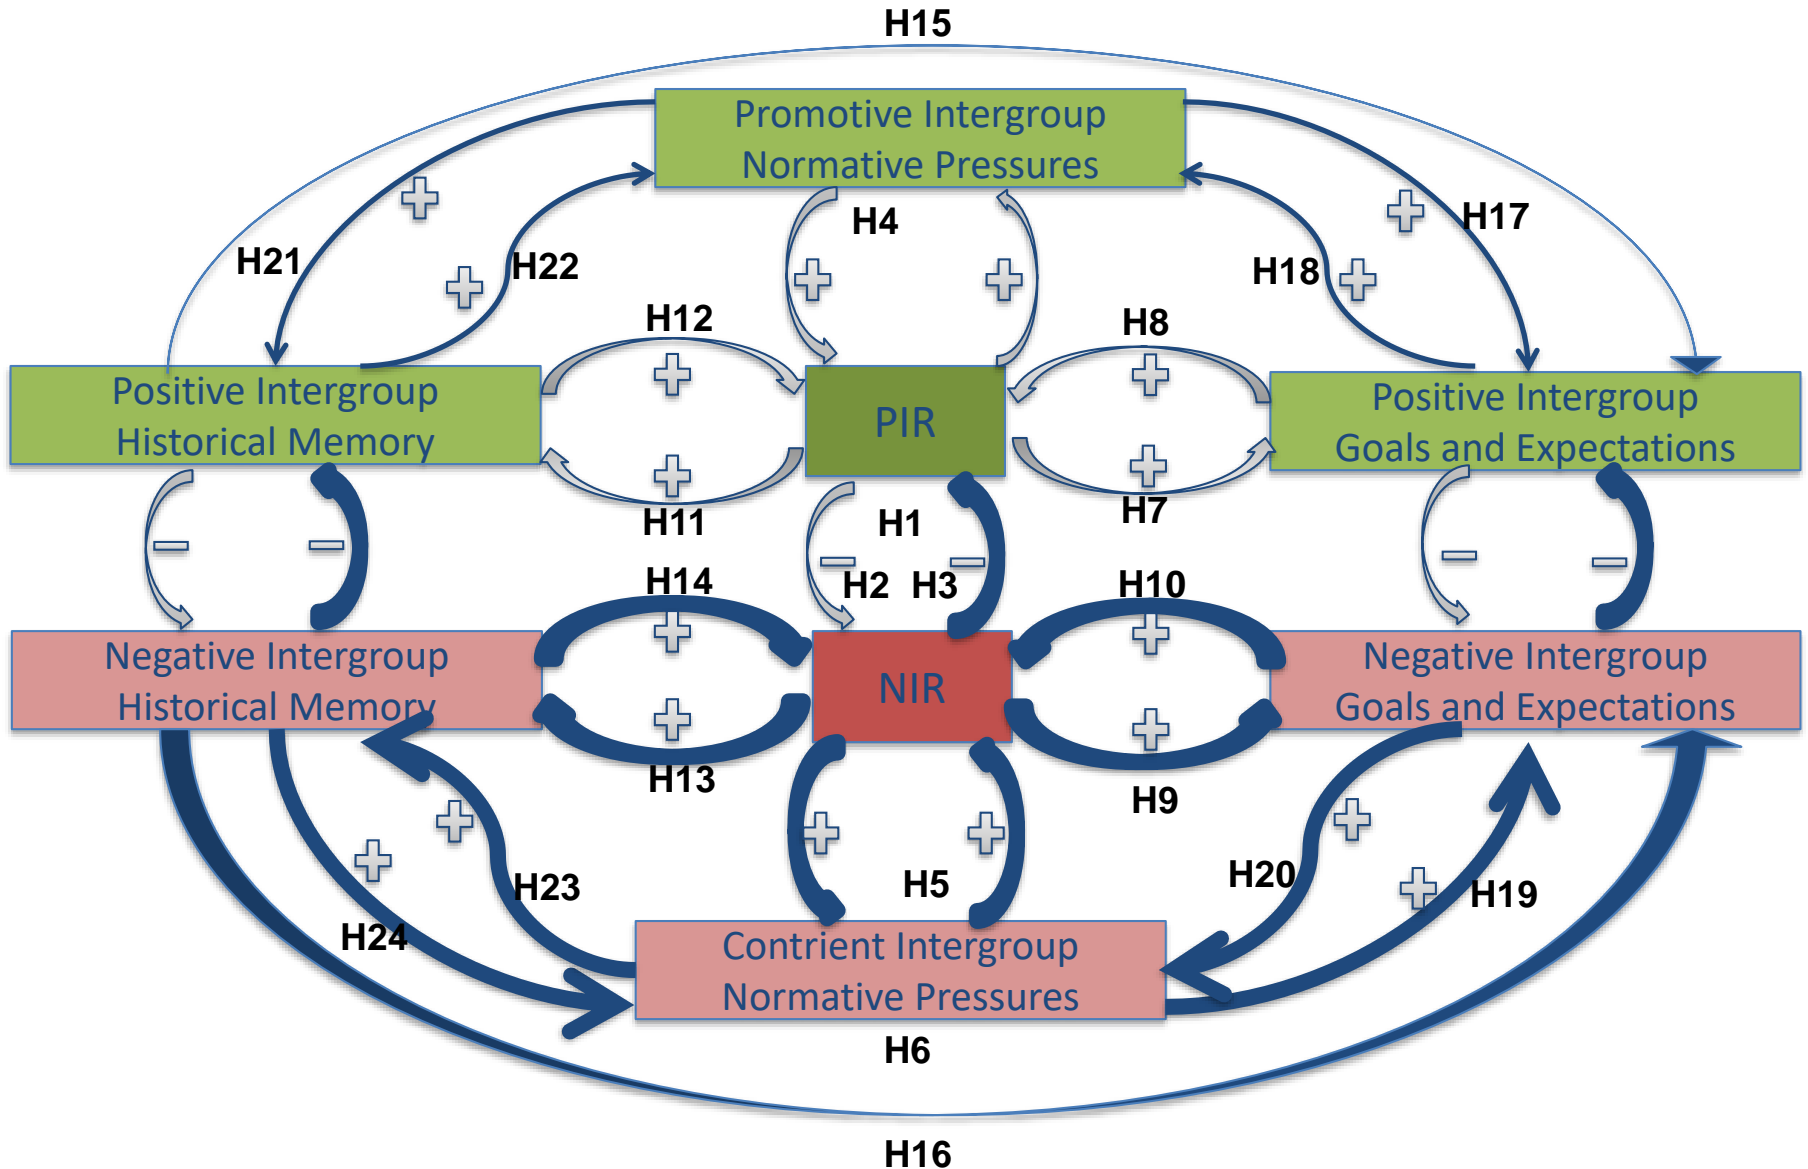 H15
Promotive Intergroup
Normative Pressures
H4
H17
H21
H22
H18
H12
H8
Positive Intergroup
Historical Memory
PIR
Positive Intergroup
Goals and Expectations
H11
H1
H7
H14
H2
H3
H10
Negative Intergroup
Historical Memory
NIR
Negative Intergroup
Goals and Expectations
H13
H9
H23
H5
H20
H19
H24
Contrient Intergroup
Normative Pressures
H6
H16